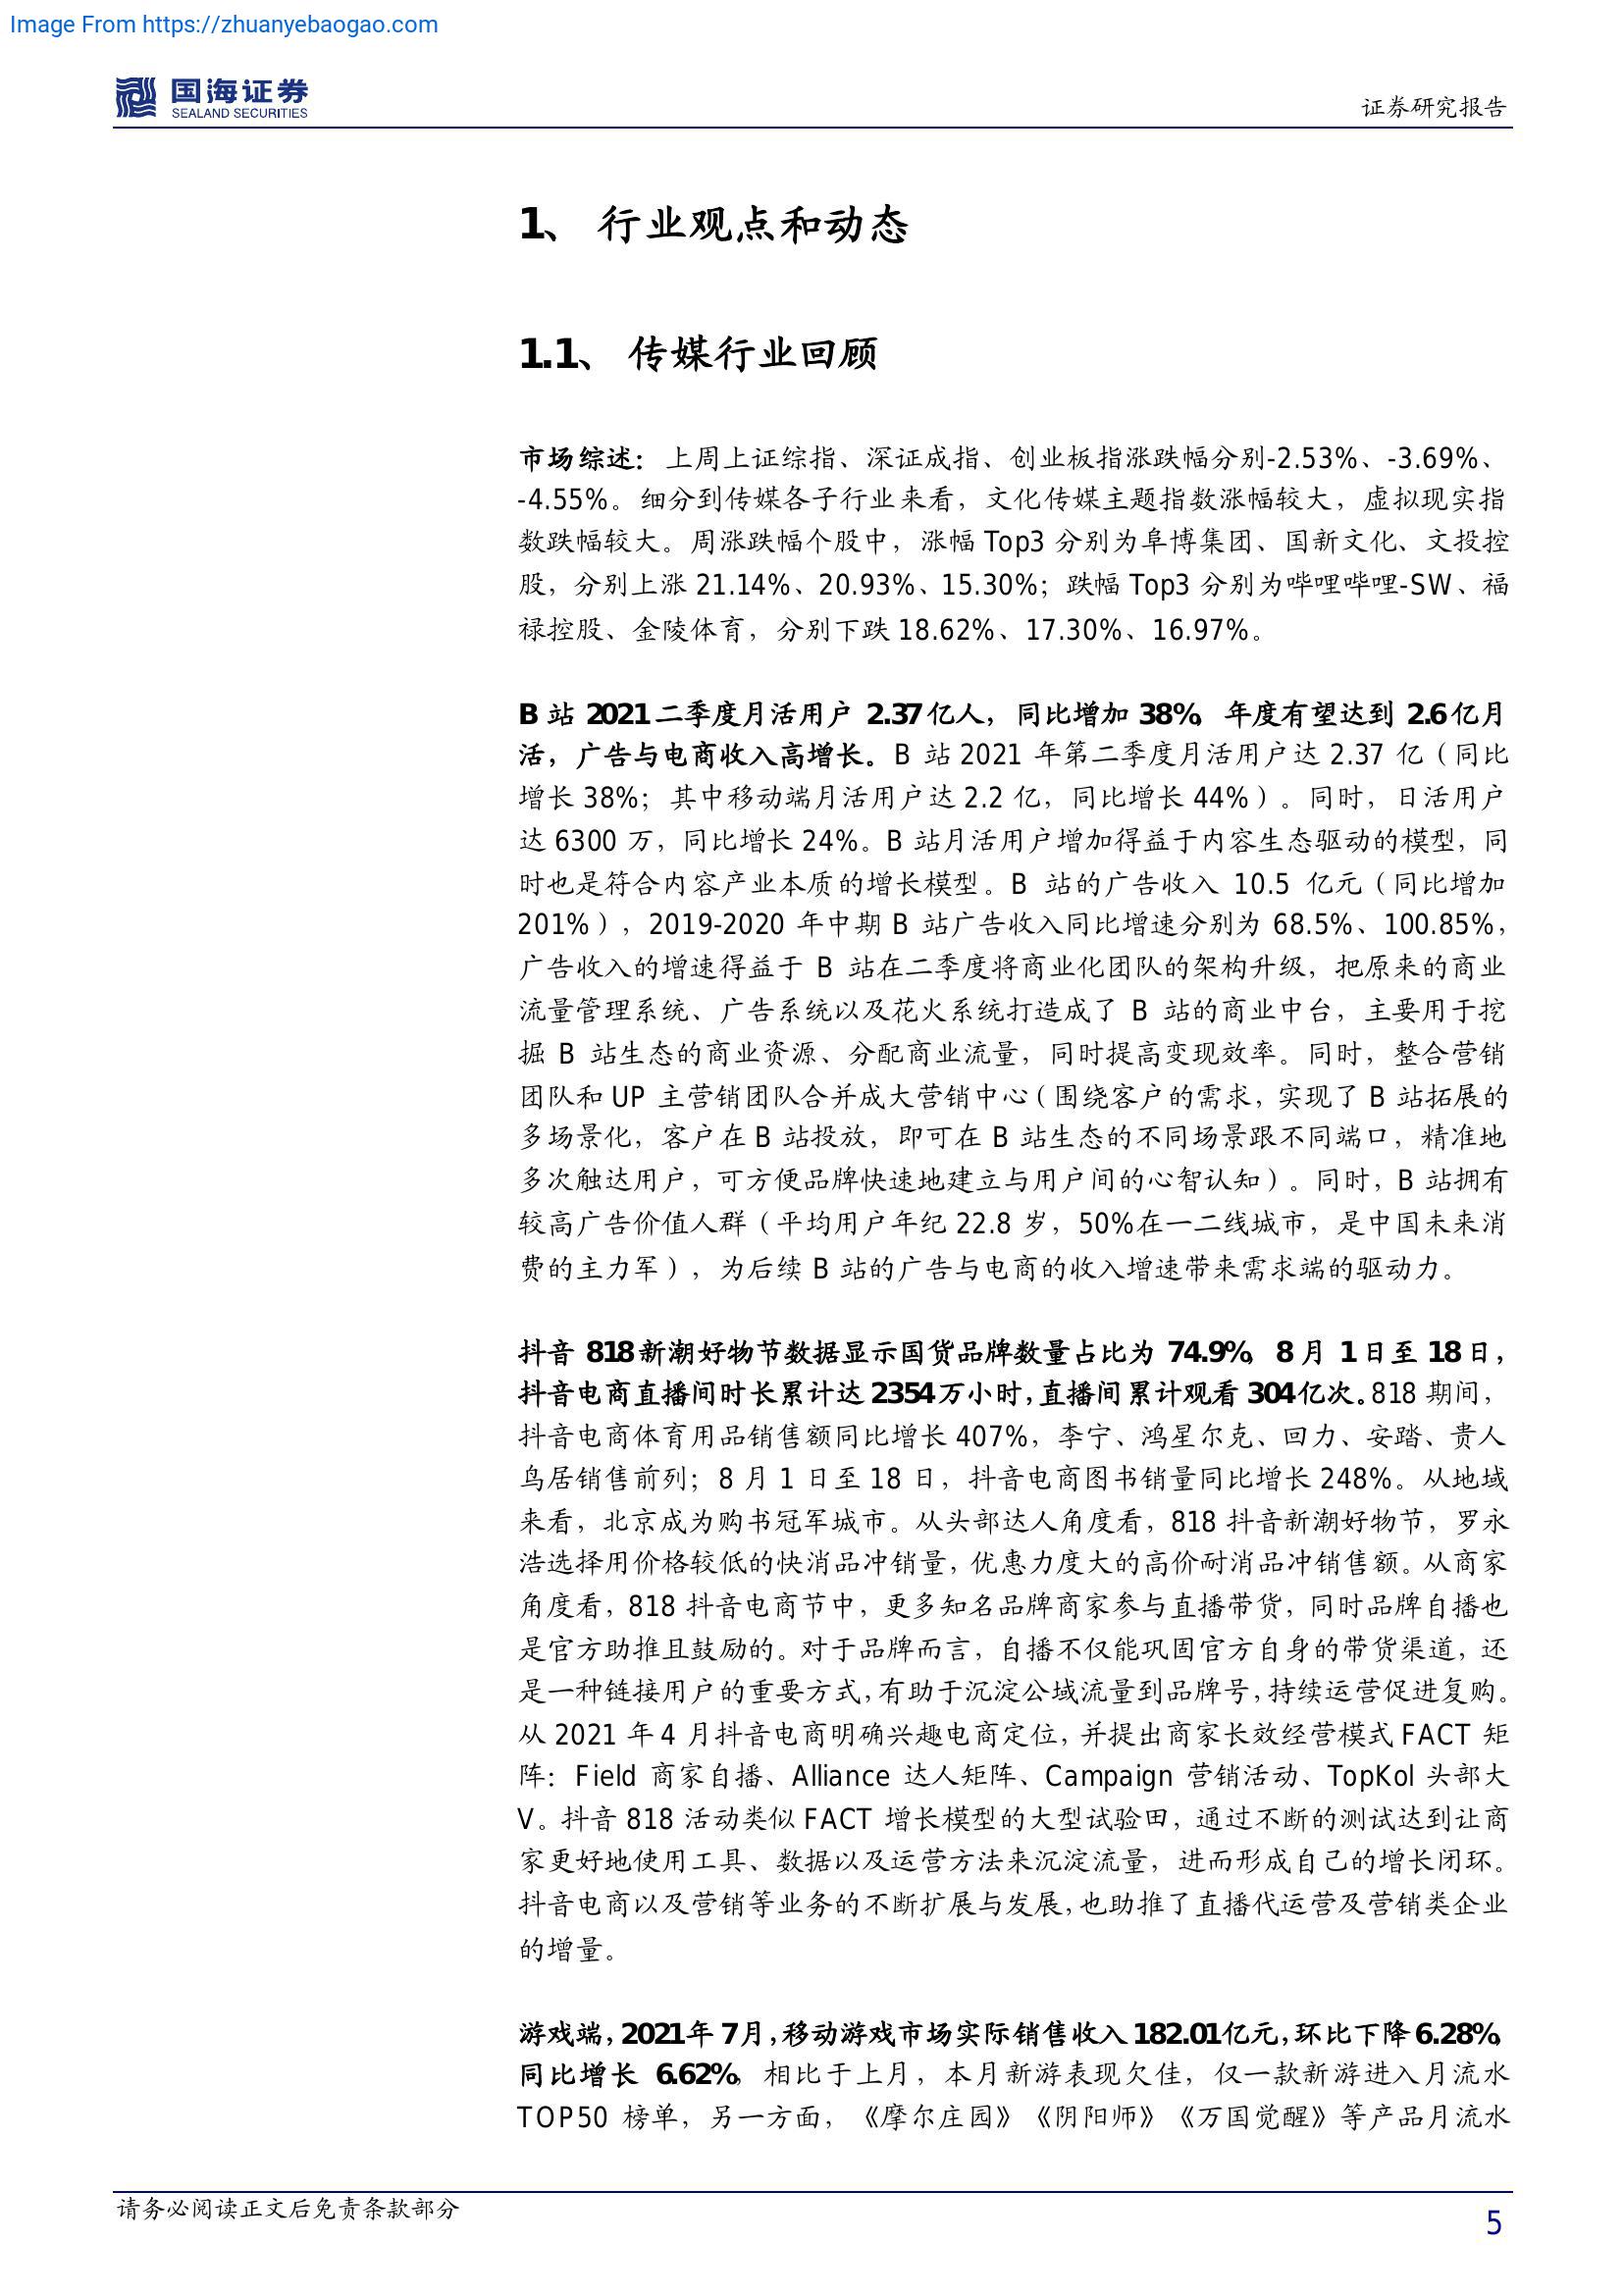 Image From https://zhuanyebaogao.com
国海证券
SEALAND SECURITIES
证券研究报告
1、 行业观点和动态
1.1、 传媒行业回顾
市场综述：上周上证综指、深证成指、创业板指涨跌幅分别-2.53%、-3.69%、
-4.55%。细分到传媒各子行业来看，文化传媒主题指数涨幅较大，虚拟现实指
数跌幅较大。周涨跌幅个股中，涨幅 Top3 分别为阜博集团、国新文化、文投控
股，分别上涨 21.14%、20.93%、15.30%；跌幅 Top3 分别为哔哩哔哩-SW、福
禄控股、金陵体育，分别下跌 18.62%、17.30%、16.97%。
B 站 2021 二季度月活用户 2.37 亿人，同比增加 38%，年度有望达到 2.6 亿月
活，广告与电商收入高增长。B 站 2021 年第二季度月活用户达 2.37 亿（同比
增长 38%；其中移动端月活用户达 2.2 亿，同比增长 44%）。同时，日活用户
达 6300 万，同比增长 24%。B 站月活用户增加得益于内容生态驱动的模型，同
时也是符合内容产业本质的增长模型。B 站的广告收入 10.5 亿元（同比增加
201%），2019-2020 年中期 B 站广告收入同比增速分别为 68.5%、100.85%，
广告收入的增速得益于 B 站在二季度将商业化团队的架构升级，把原来的商业
流量管理系统、广告系统以及花火系统打造成了 B 站的商业中台，主要用于挖
掘 B 站生态的商业资源、分配商业流量，同时提高变现效率。同时，整合营销
团队和 UP 主营销团队合并成大营销中心（围绕客户的需求，实现了 B 站拓展的
多场景化，客户在 B 站投放，即可在 B 站生态的不同场景跟不同端口，精准地
多次触达用户，可方便品牌快速地建立与用户间的心智认知）。同时，B 站拥有
较高广告价值人群（平均用户年纪 22.8 岁，50%在一二线城市，是中国未来消
费的主力军），为后续 B 站的广告与电商的收入增速带来需求端的驱动力。
抖音 818 新潮好物节数据显示国货品牌数量占比为 74.9%，8 月 1 日至 18 日，
抖音电商直播间时长累计达 2354 万小时，直播间累计观看 304 亿次。818 期间，
抖音电商体育用品销售额同比增长 407%，李宁、鸿星尔克、回力、安踏、贵人
鸟居销售前列；8 月 1 日至 18 日，抖音电商图书销量同比增长 248%。从地域
来看，北京成为购书冠军城市。从头部达人角度看，818 抖音新潮好物节，罗永
浩选择用价格较低的快消品冲销量，优惠力度大的高价耐消品冲销售额。从商家
角度看，818 抖音电商节中，更多知名品牌商家参与直播带货，同时品牌自播也
是官方助推且鼓励的。对于品牌而言，自播不仅能巩固官方自身的带货渠道，还
是一种链接用户的重要方式，有助于沉淀公域流量到品牌号，持续运营促进复购。
从 2021 年 4 月抖音电商明确兴趣电商定位，并提出商家长效经营模式 FACT 矩
阵：Field 商家自播、Alliance 达人矩阵、Campaign 营销活动、TopKol 头部大
V。抖音 818 活动类似 FACT 增长模型的大型试验田，通过不断的测试达到让商
家更好地使用工具、数据以及运营方法来沉淀流量，进而形成自己的增长闭环。
抖音电商以及营销等业务的不断扩展与发展，也助推了直播代运营及营销类企业
的增量。
游戏端，2021 年 7 月，移动游戏市场实际销售收入 182.01 亿元，环比下降 6.28%，
同比增长 6.62%，相比于上月，本月新游表现欠佳，仅一款新游进入月流水
TOP50 榜单，另一方面，《摩尔庄园》《阴阳师》《万国觉醒》等产品月流水
请务必阅读正文后免责条款部分
5